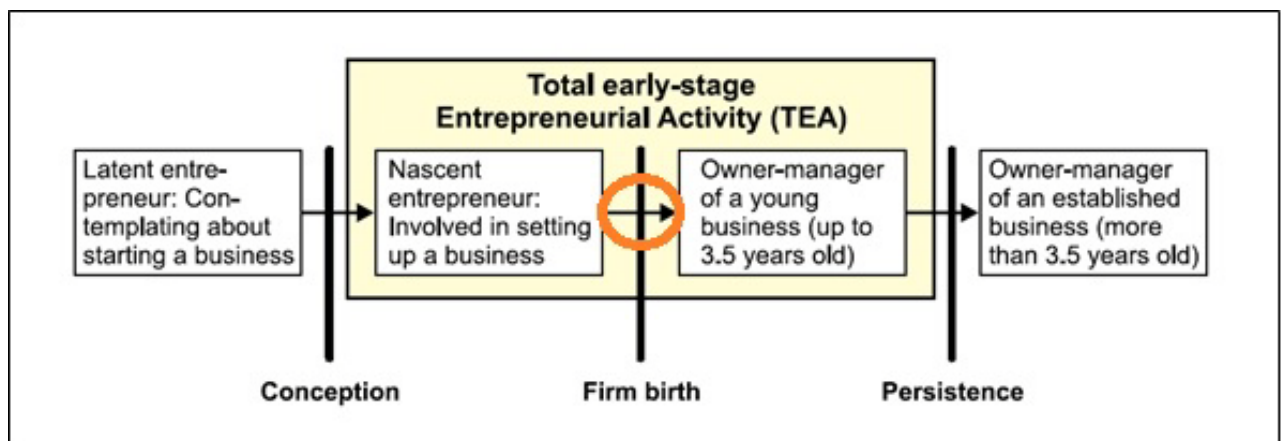 Total early-stage
Entrepreneurial Activity (TEA)
Latent entre-
preneur: Con-
templating about
starting a business
Nascent
entrepreneur:
Involved in setting
up a business
Owner-manager
of a young
business (up to
3.5 years old)
Owner-manager
of an established
business (more
than 3.5 years old)
Conception
Firm birth
Persistence